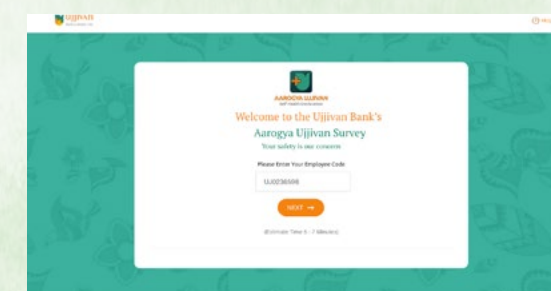 UJJIVAN
AAROGYA UJJIVAN
Welcome to the Ujjivan Bank's
Aarogya Ujjivan Survey
Your safety is our concern
Please Enter Your Employee Code
NEXT →
(Estimate Time 5 - 7 Minutes)